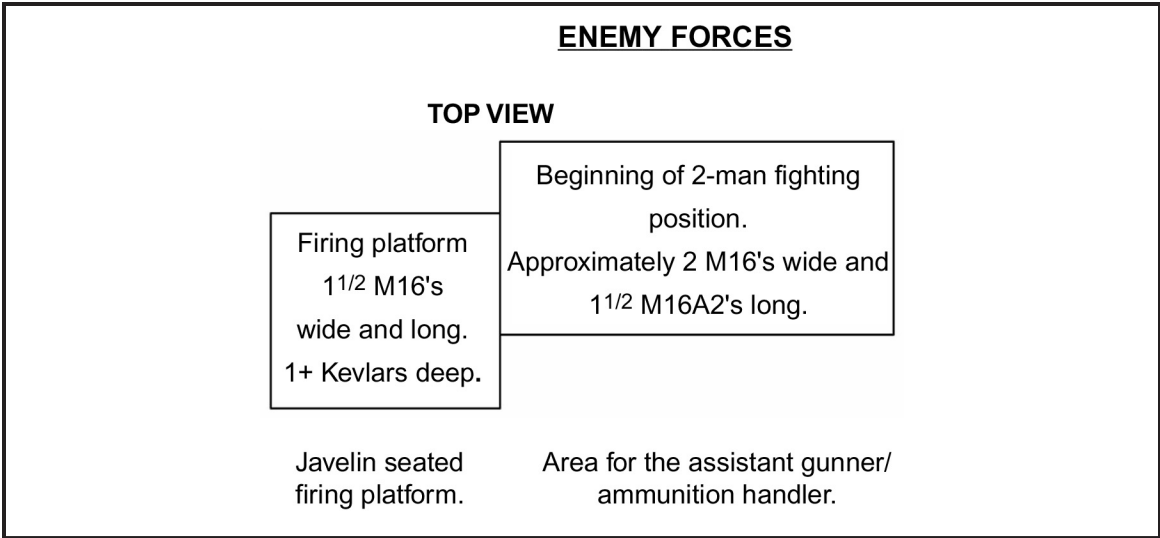 ENEMY FORCES
TOP VIEW
Beginning of 2-man fighting
position.
Approximately 2 M16's wide and
11/2 M16A2's long.
Firing platform
11/2 M16's
wide and long.
1+ Kevlars deep.
Javelin seated
firing platform.
Area for the assistant gunner/
ammunition handler.